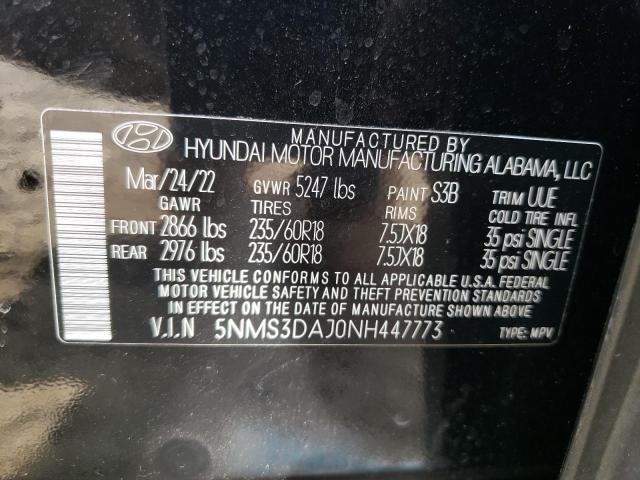 MANUFACTURED BY
HYUNDAI MOTOR MANUFACTURING ALABAMA, LLC
Mar/24/22 GVWR 5247 lbs PAINT S3B TRIM UUE
GAWR TIRES RIMS COLD TIRE INFL
FRONT 2866 lbs 235/60R18 7.5JX18 35 psi SINGLE
REAR 2976 lbs 235/60R18 7.5JX18 35 psi SINGLE
THIS VEHICLE CONFORMS TO ALL APPLICABLE U.S.A. FEDERAL
MOTOR VEHICLE SAFETY AND THEFT PREVENTION STANDARDS
IN EFFECT ON THE DATE OF MANUFACTURE SHOWN ABOVE.
V.I.N 5NMS3DAJ0NH447773 TYPE: MPV